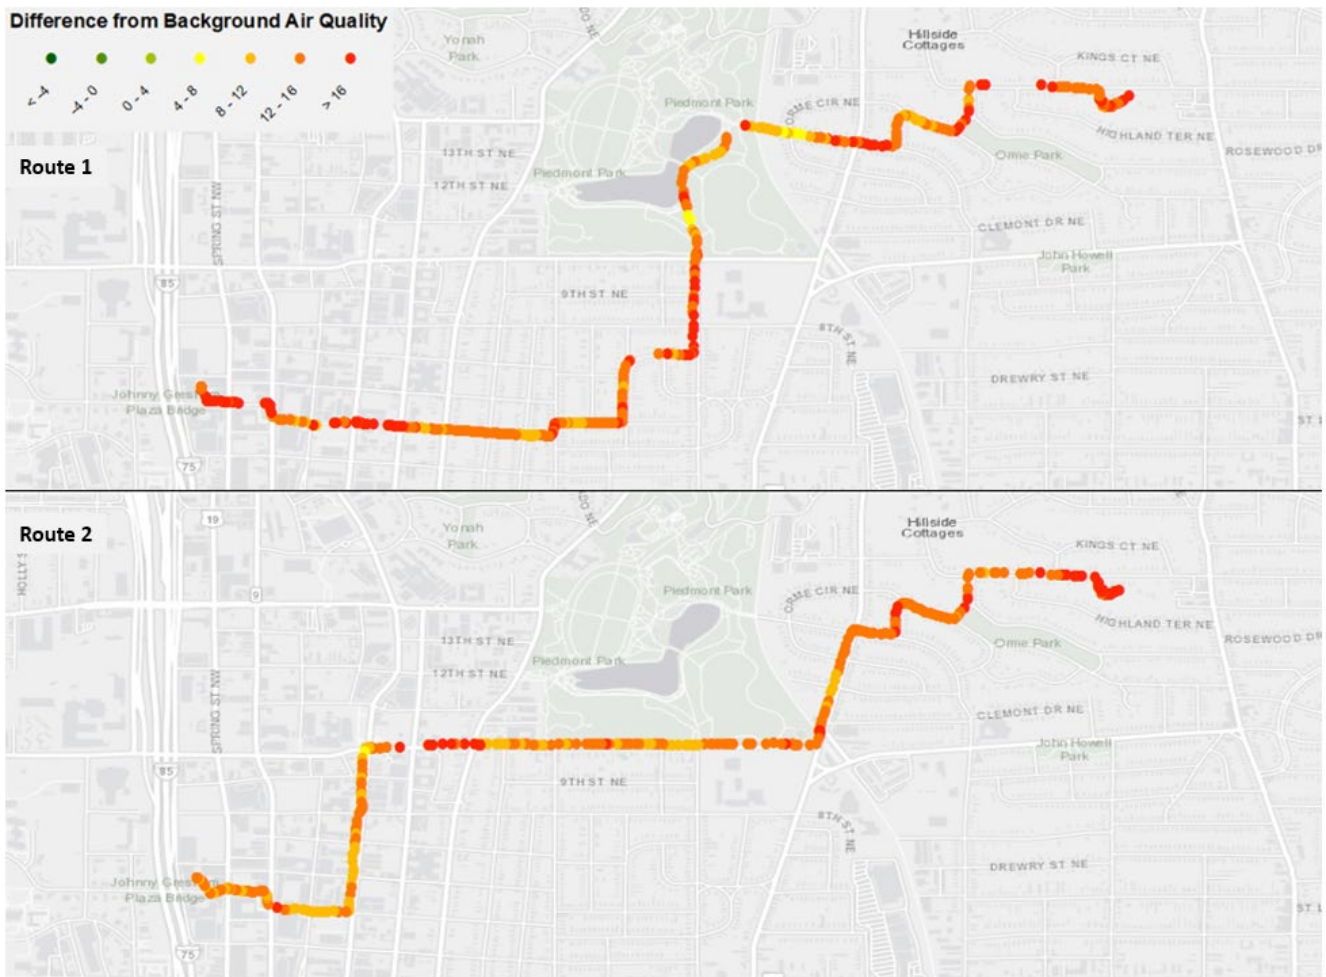 Difference from Background Air Quality
< -4
-4 - 0
0 - 4
4 - 8
8 - 12
12 - 16
> 16
Route 1
Yonah
Park
Hillside
Cottages
KINGS CT NE
Piedmont Park
ORME CIR NE
HIGHLAND TER NE
ROSEWOOD DR
13TH ST NE
Orme Park
Piedmont Park
12TH ST NE
SPRING ST NW
CLEMONT DR NE
John Howell
Park
85
9TH ST NE
8TH ST NE
DREWRY ST NE
Johnny
Plaza Bridge
75
Route 2
19
Yonah
Park
Hillside
Cottages
KINGS CT NE
HOLLY S
9
Piedmont Park
ORME CIR NE
HIGHLAND TER NE
ROSEWOOD DR
13TH ST NE
Orme Park
Piedmont Park
12TH ST NE
SPRING ST NW
CLEMONT DR NE
John Howell
Park
85
9TH ST NE
8TH ST NE
DREWRY ST NE
Johnny
Plaza Bridge
75